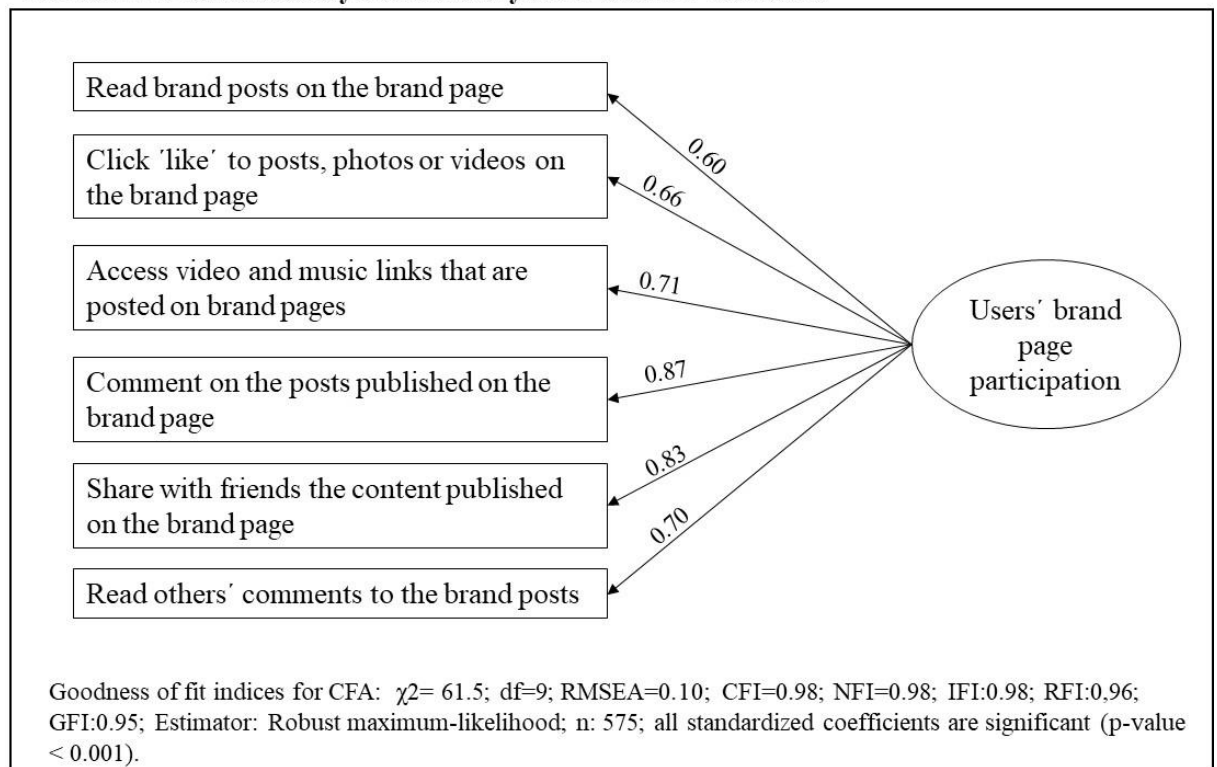 Read brand posts on the brand page
0.60
Click ´like´ to posts, photos or videos on
the brand page
0.66
Access video and music links that are
posted on brand pages
0.71
Users´ brand
page
participation
Comment on the posts published on the
brand page
0.87
Share with friends the content published
on the brand page
0.83
Read others´ comments to the brand posts
0.70
Goodness of fit indices for CFA: χ2= 61.5; df=9; RMSEA=0.10; CFI=0.98; NFI=0.98; IFI:0.98; RFI:0,96;
GFI:0.95; Estimator: Robust maximum-likelihood; n: 575; all standardized coefficients are significant (p-value
< 0.001).